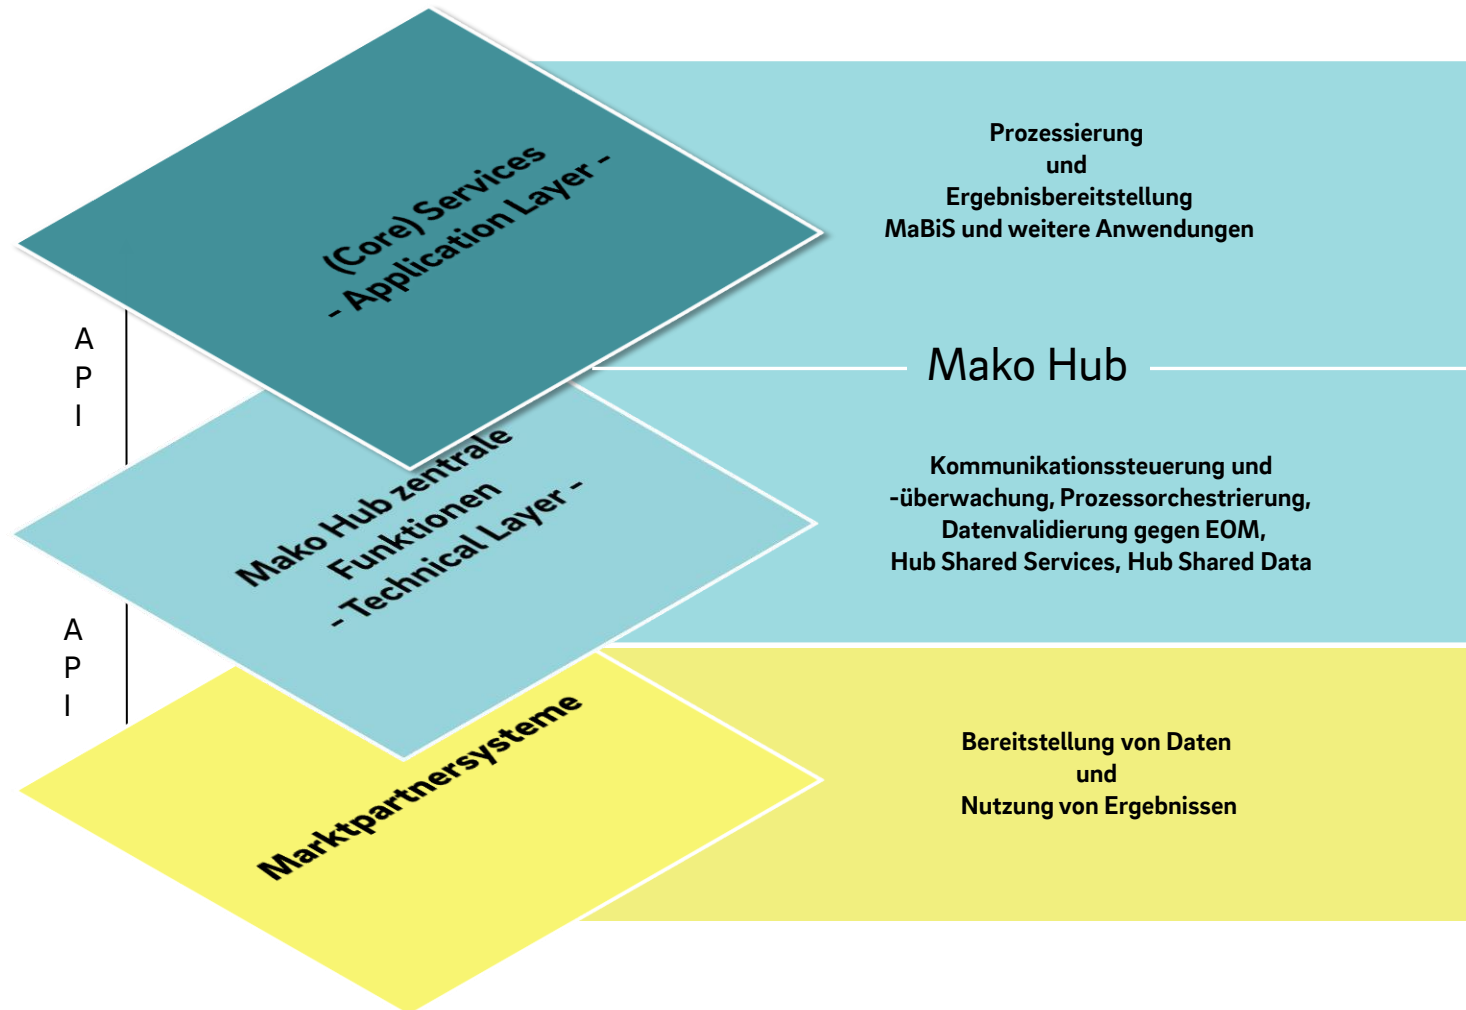 (Core) Services
- Application Layer -
Prozessierung
und
Ergebnisbereitstellung
MaBiS und weitere Anwendungen
A
P
I
Mako Hub
Mako Hub zentrale
Funktionen
- Technical Layer -
Kommunikationssteuerung und
-überwachung, Prozessorchestrierung,
Datenvalidierung gegen EOM,
Hub Shared Services, Hub Shared Data
A
P
I
Marktpartnersysteme
Bereitstellung von Daten
und
Nutzung von Ergebnissen